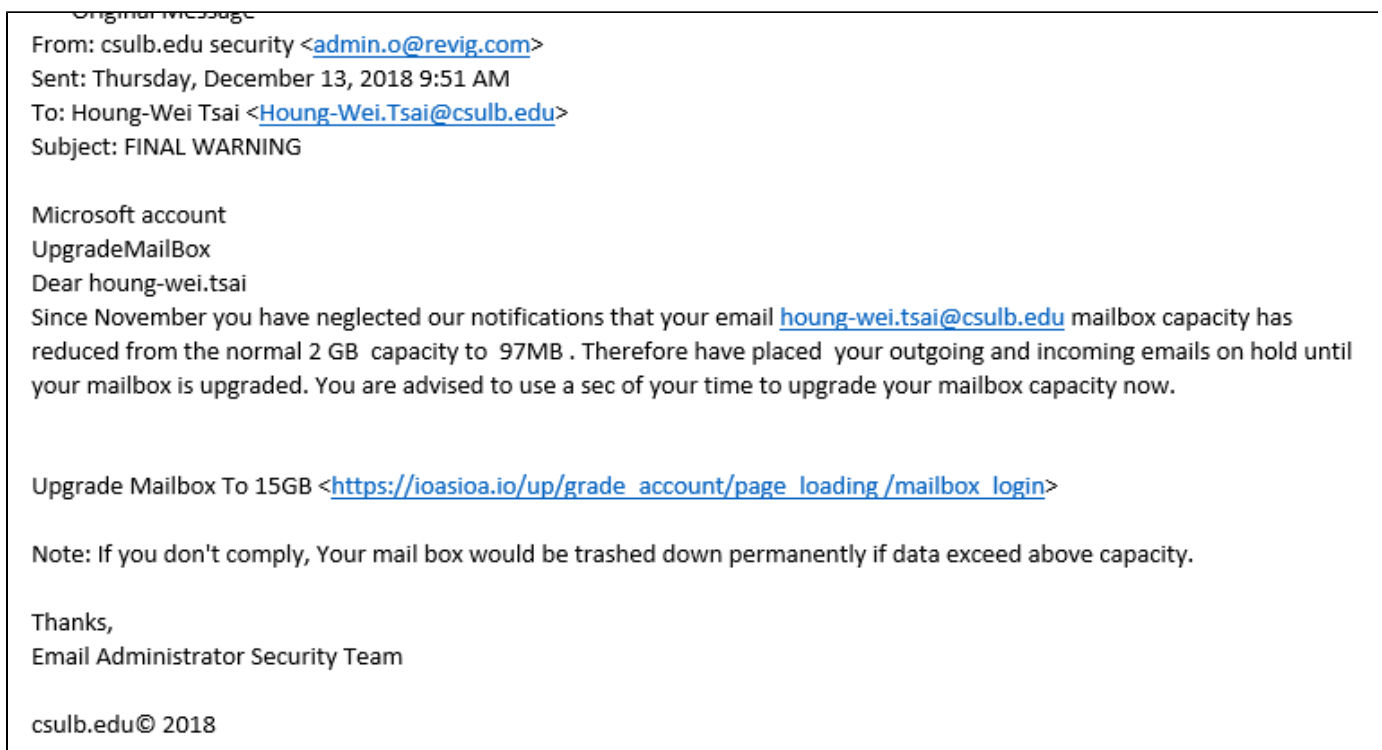 Original Message
From: csulb.edu security <admin.o@revig.com>
Sent: Thursday, December 13, 2018 9:51 AM
To: Houng-Wei Tsai <Houng-Wei.Tsai@csulb.edu>
Subject: FINAL WARNING
Microsoft account
UpgradeMailBox
Dear houng-wei.tsai
Since November you have neglected our notifications that your email houng-wei.tsai@csulb.edu mailbox capacity has
reduced from the normal 2 GB  capacity to  97MB . Therefore have placed  your outgoing and incoming emails on hold until
your mailbox is upgraded. You are advised to use a sec of your time to upgrade your mailbox capacity now.
Upgrade Mailbox To 15GB <https://ioasioa.io/up/grade_account/page_loading /mailbox_login>
Note: If you don't comply, Your mail box would be trashed down permanently if data exceed above capacity.
Thanks,
Email Administrator Security Team
csulb.edu© 2018